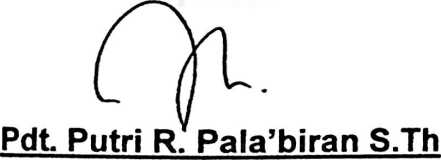 Pdt. Putri R. Pala'biran S.Th